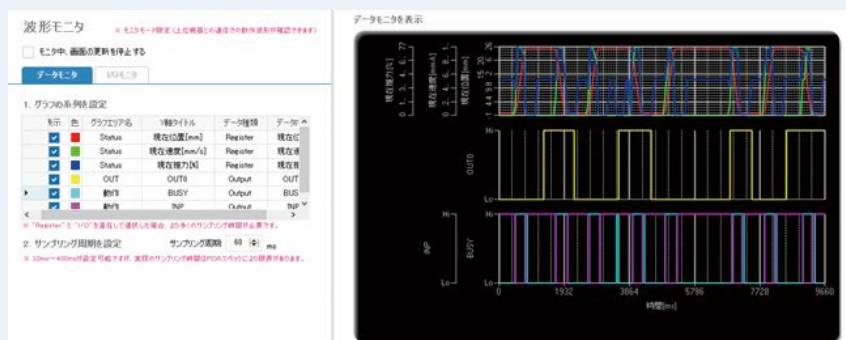 波形モニタ
※ モニタモード限定（上位機器との通信での動作波形が確認できます）
モニタ中、画面の更新を停止する
データモニタ
I/Oモニタ
1. グラフの系列を設定
表示 色 グラフエリア名 Y軸タイトル データ種類
Status 現在位置[mm] Register
Status 現在速度[mm/s] Register
Status 現在推力[%] Register
OUT OUT0 Output OUT
動作 BUSY Output BUS
動作 INP Output INP
※ "Register"と"I/O"を混在して選択した場合、より多くのサンプリング時間が必要です。
2. サンプリング周期を設定 サンプリング周期 60 ms
※ 30ms～400msが設定可能ですが、実際のサンプリング時間はPCのスペックにより限界があります。
データモニタを表示
現在推力[%]
現在位置[mm]
Hi
OUT0
Lo
Hi
Hi
INP
BUSY
Lo
Lo
0 1932 3864 5796 7728 9660
時間[ms]